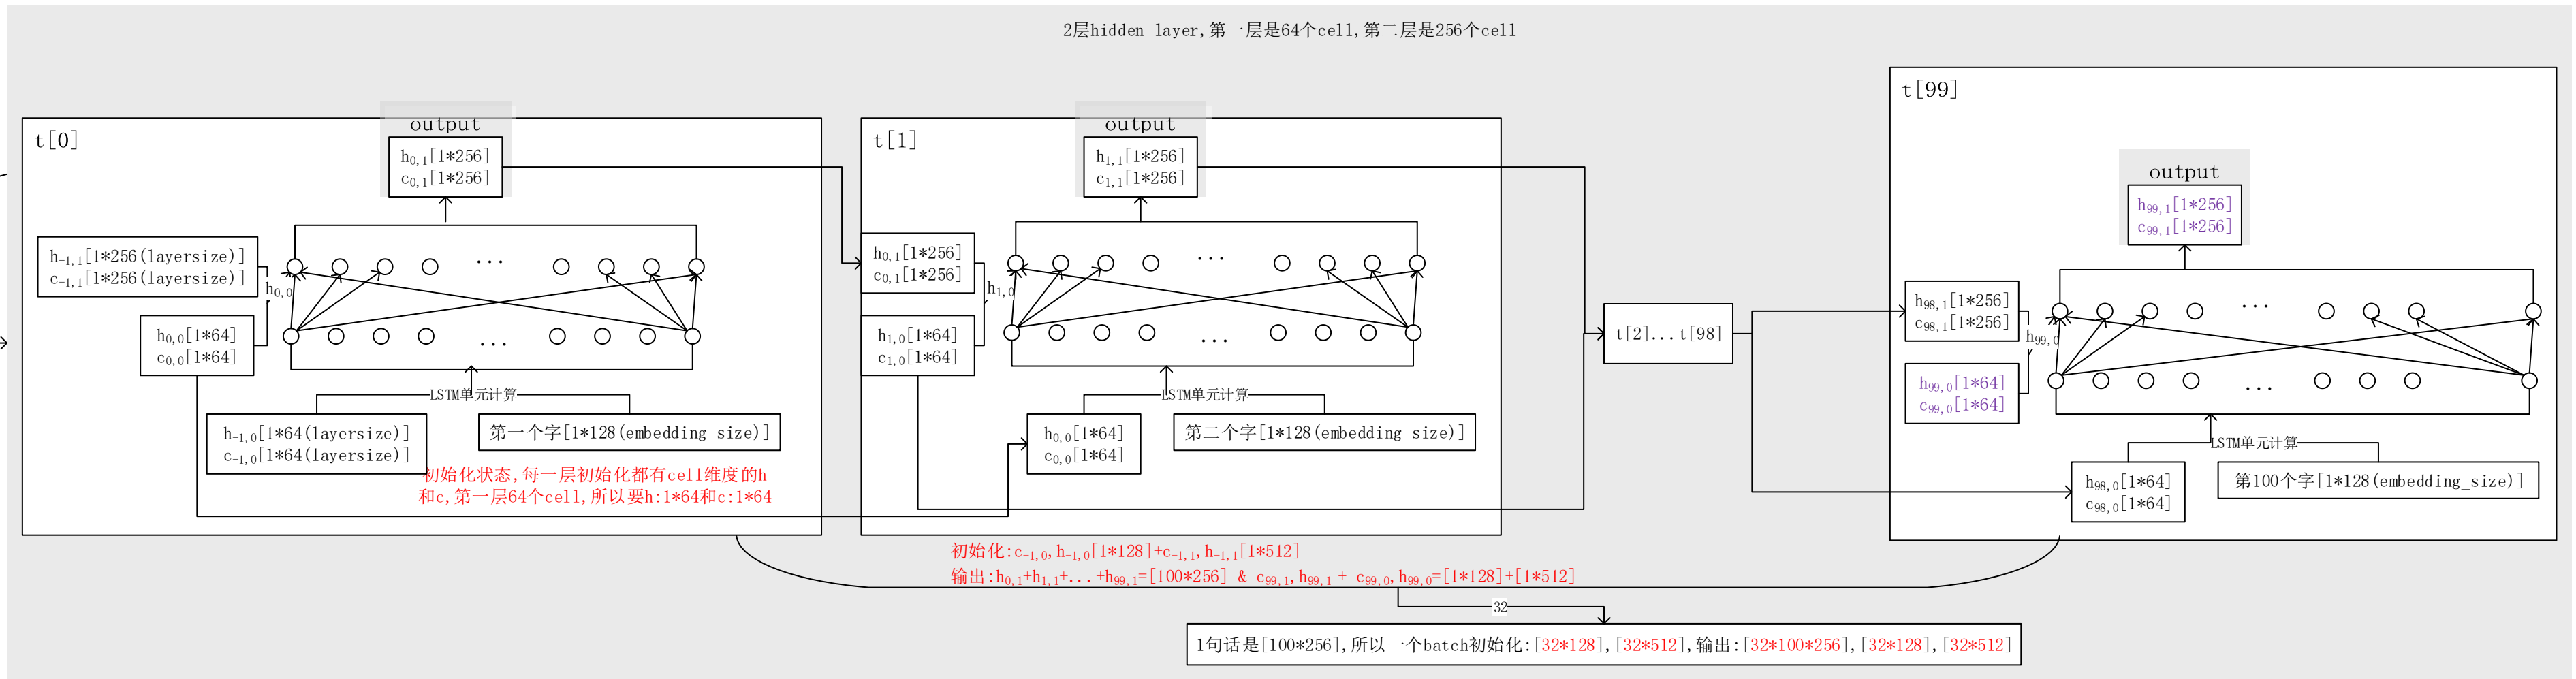 2层hidden layer,第一层是64个cell,第二层是256个cell
t[0]
output
h0,1[1*256]
c0,1[1*256]
h-1,1[1*256(layersize)]
c-1,1[1*256(layersize)]
h0,0
h0,0[1*64]
c0,0[1*64]
...
...
LSTM单元计算
h-1,0[1*64(layersize)]
c-1,0[1*64(layersize)]
第一个字[1*128(embedding_size)]
初始化状态,每一层初始化都有cell维度的h
和c,第一层64个cell,所以要h:1*64和c:1*64
t[1]
output
h1,1[1*256]
c1,1[1*256]
h0,1[1*256]
c0,1[1*256]
h1,0
h1,0[1*64]
c1,0[1*64]
...
...
LSTM单元计算
h0,0[1*64]
c0,0[1*64]
第二个字[1*128(embedding_size)]
t[2]...t[98]
t[99]
output
h99,1[1*256]
c99,1[1*256]
h98,1[1*256]
c98,1[1*256]
h99,0
h99,0[1*64]
c99,0[1*64]
...
...
LSTM单元计算
h98,0[1*64]
c98,0[1*64]
第100个字[1*128(embedding_size)]
初始化:c-1,0,h-1,0[1*128]+c-1,1,h-1,1[1*512]
输出:h0,1+h1,1+...+h99,1=[100*256] & c99,1,h99,1 + c99,0,h99,0=[1*128]+[1*512]
32
1句话是[100*256],所以一个batch初始化:[32*128],[32*512],输出:[32*100*256],[32*128],[32*512]